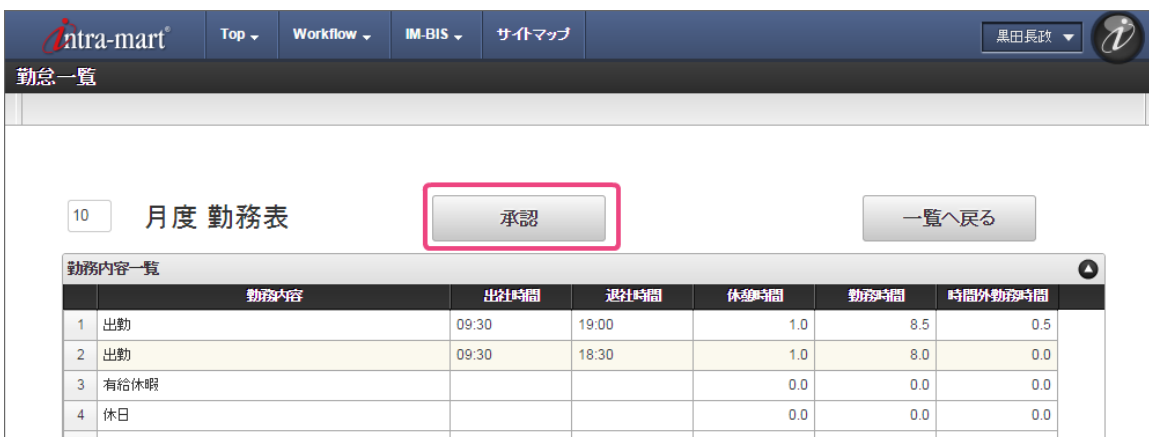 intra-mart® Top Workflow IM-BIS サイトマップ 黒田長政
勤怠一覧
10 月度 勤務表 承認 一覧へ戻る
勤務内容一覧
勤務内容 出社時間 退社時間 休憩時間 勤務時間 時間外勤務時間
1 出勤 09:30 19:00 1.0 8.5 0.5
2 出勤 09:30 18:30 1.0 8.0 0.0
3 有給休暇 0.0 0.0 0.0
4 休日 0.0 0.0 0.0